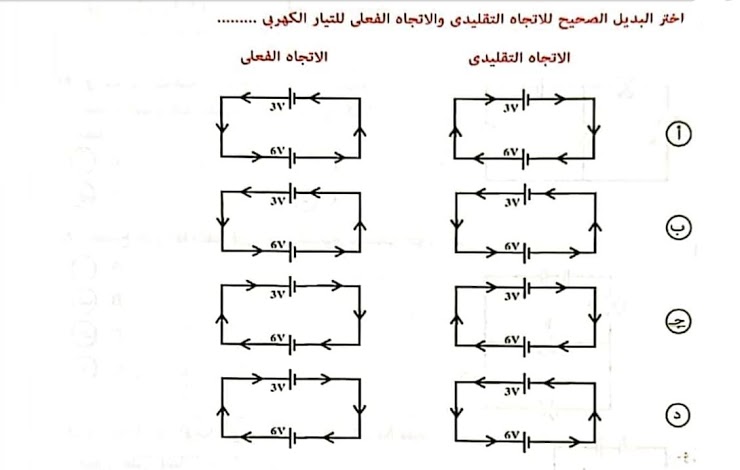 اختر البديل الصحيح للاتجاه التقليدى والاتجاه الفعلى للتيار الكهربى .........
الاتجاه التقليدى الاتجاه الفعلى
أ 3V 3V
6V 6V
ب 3V 3V
6V 6V
جـ 3V 3V
6V 6V
د 3V 3V
6V 6V